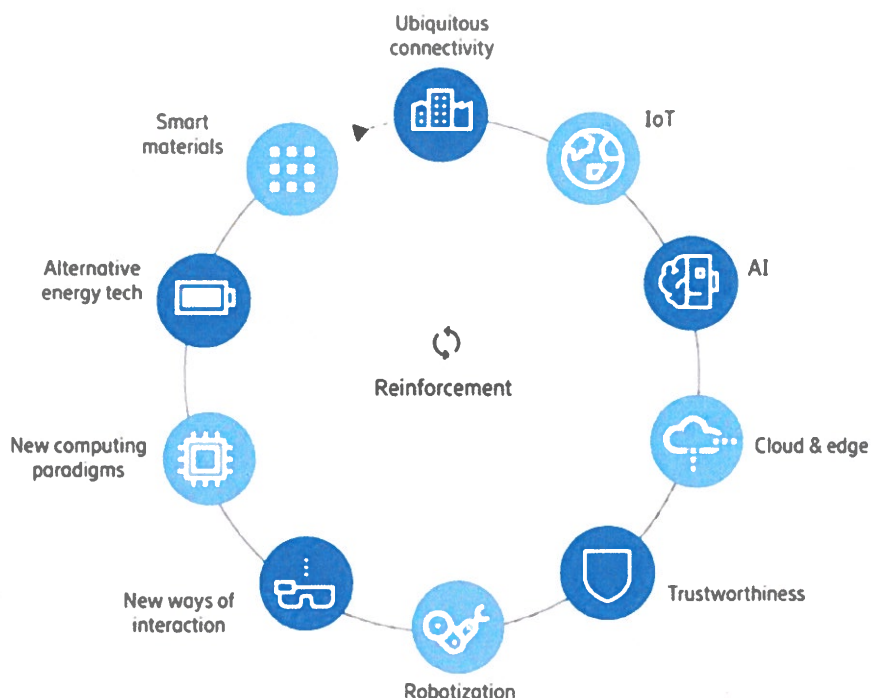 Ubiquitous
connectivity
IoT
AI
Cloud & edge
Trustworthiness
Robotization
New ways of
interaction
New computing
paradigms
Alternative
energy tech
Smart
materials
Reinforcement